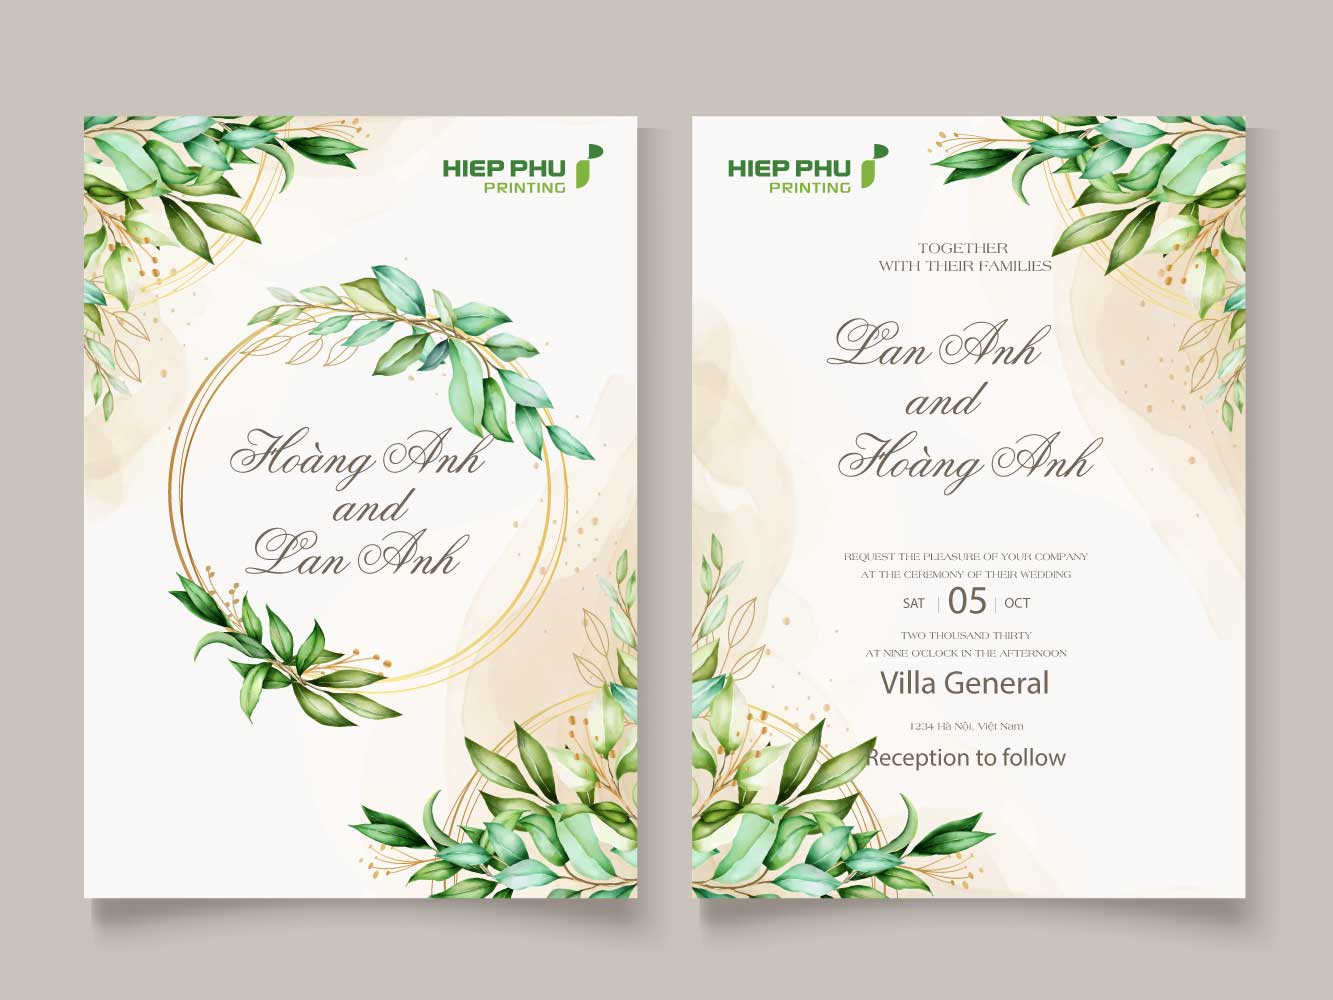 HIEP PHU
PRINTING
Hoàng Anh
and
Lan Anh
HIEP PHU
PRINTING
TOGETHER
WITH THEIR FAMILIES
Lan Anh
and
Hoàng Anh
REQUEST THE PLEASURE OF YOUR COMPANY
AT THE CEREMONY OF THEIR WEDDING
SAT | 05 | OCT
TWO THOUSAND THIRTY
AT NINE O'CLOCK IN THE AFTERNOON
Villa General
1234 Hà Nội, Việt Nam
Reception to follow